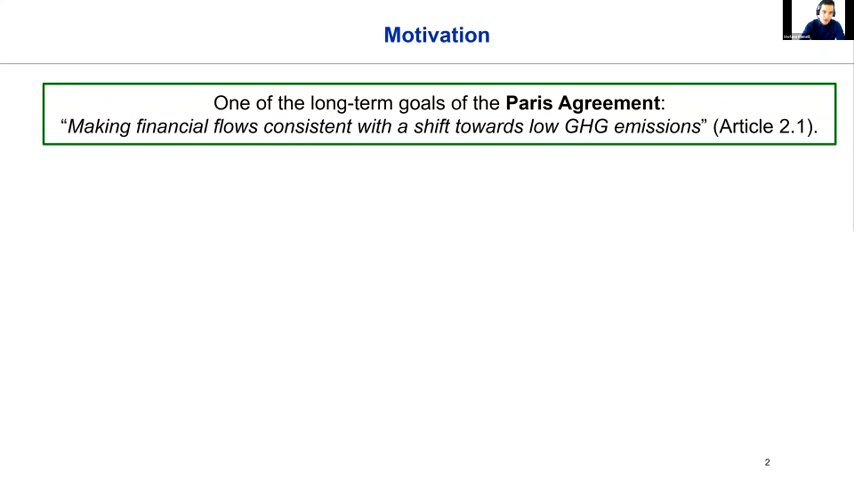 Motivation
One of the long-term goals of the Paris Agreement:
“Making financial flows consistent with a shift towards low GHG emissions” (Article 2.1).
2